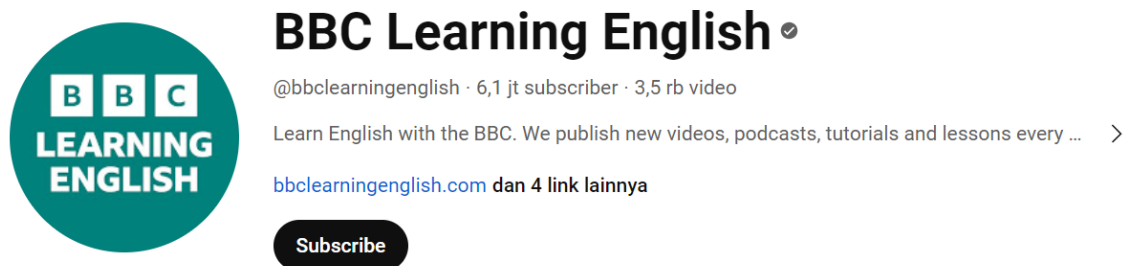 BBC
LEARNING
ENGLISH
BBC Learning English
@bbclearningenglish · 6,1 jt subscriber · 3,5 rb video
Learn English with the BBC. We publish new videos, podcasts, tutorials and lessons every ...
bbclearningenglish.com dan 4 link lainnya
Subscribe